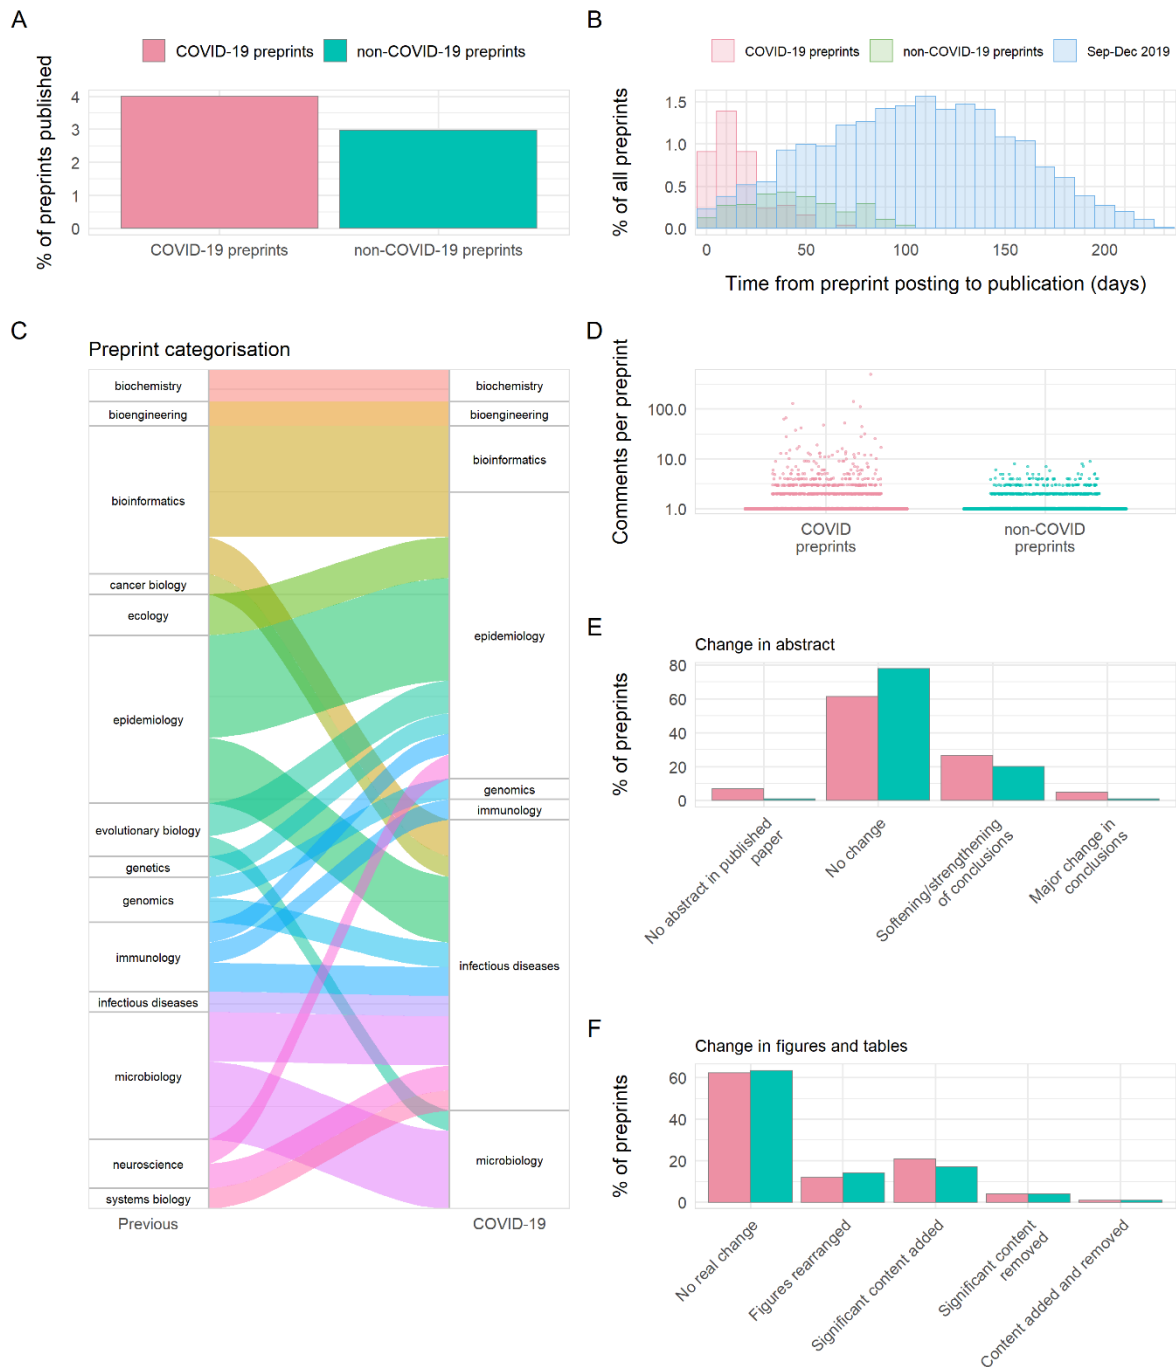 A
COVID-19 preprints
non-COVID-19 preprints
% of preprints published
4
3
2
1
0
COVID-19 preprints
non-COVID-19 preprints
B
COVID-19 preprints
non-COVID-19 preprints
Sep-Dec 2019
% of all preprints
1.5
1.0
0.5
0.0
0
50
100
150
200
Time from preprint posting to publication (days)
C
Preprint categorisation
biochemistry
bioengineering
bioinformatics
cancer biology
ecology
epidemiology
evolutionary biology
genetics
genomics
immunology
infectious diseases
microbiology
neuroscience
systems biology
Previous
biochemistry
bioengineering
bioinformatics
epidemiology
genomics
immunology
infectious diseases
microbiology
COVID-19
D
Comments per preprint
100.0
10.0
1.0
COVID
preprints
non-COVID
preprints
E
Change in abstract
% of preprints
80
60
40
20
0
No abstract in published
paper
No change
Softening/strengthening
of conclusions
Major change in
conclusions
F
Change in figures and tables
% of preprints
60
40
20
0
No real change
Figures rearranged
Significant content added
Significant content
removed
Content added and removed